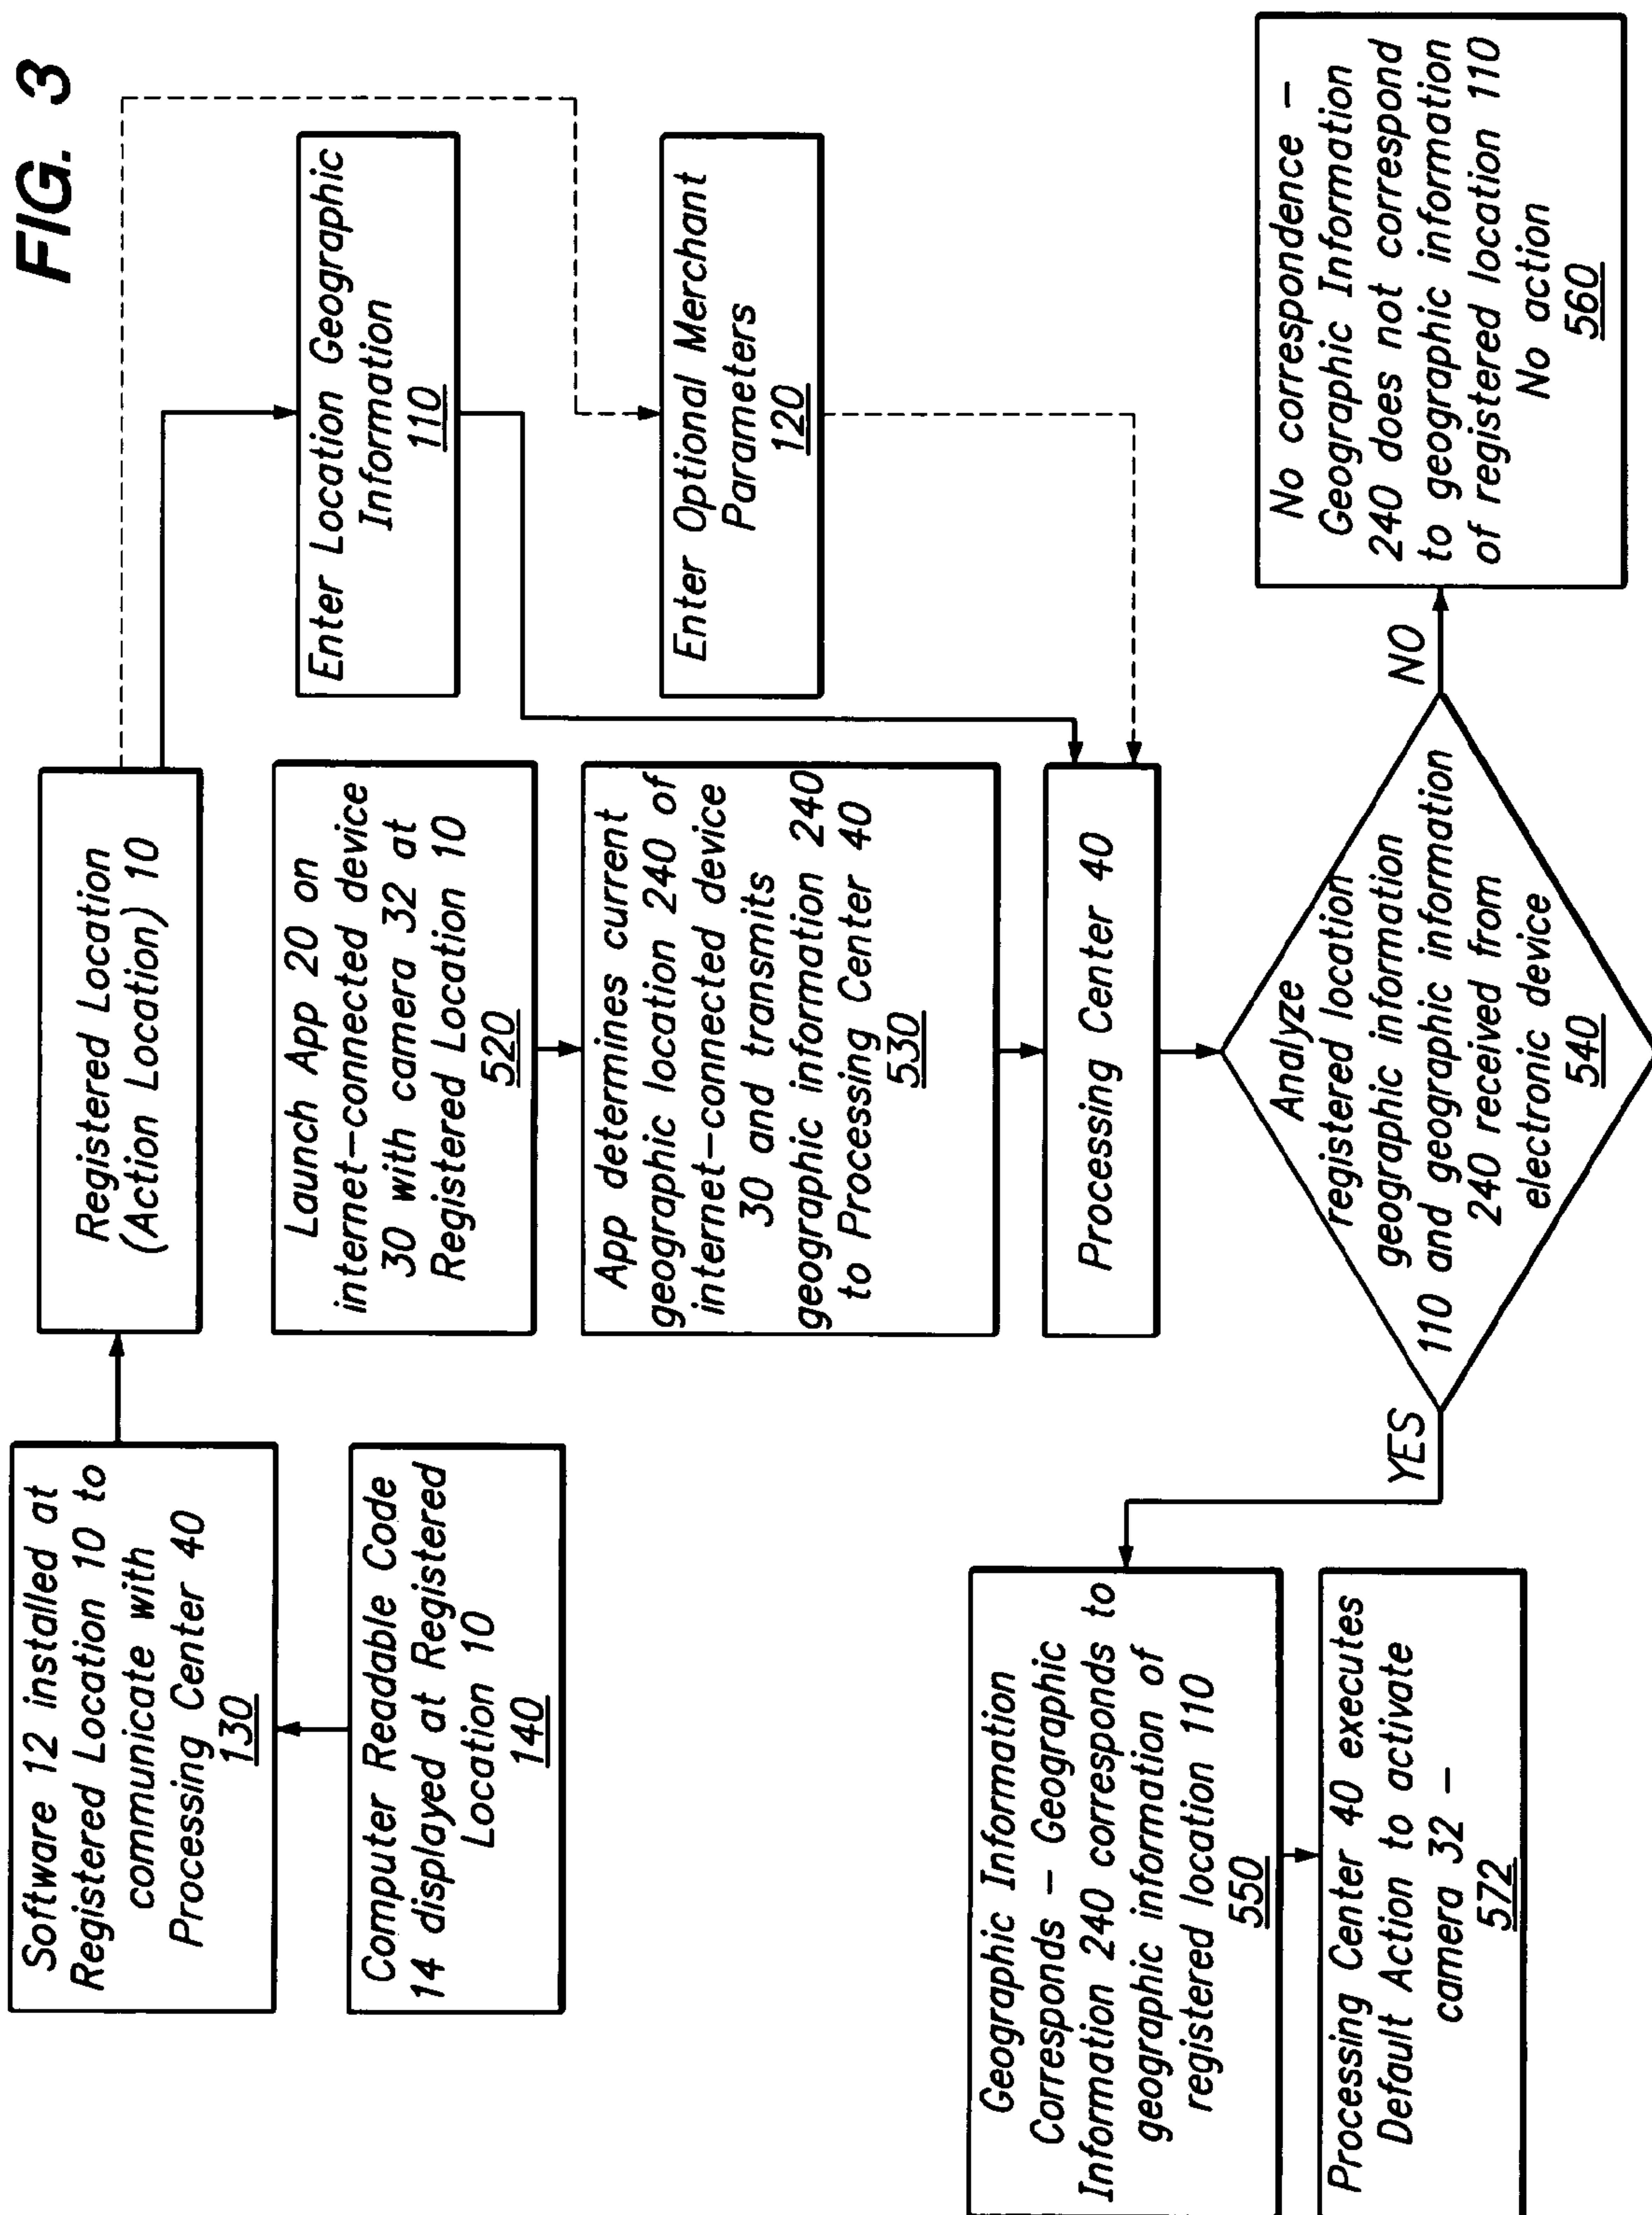 FIG. 3
Software 12 installed at
Registered Location 10 to
communicate with
Processing Center 40
130
Computer Readable Code
14 displayed at Registered
Location 10
140
Registered Location
(Action Location) 10
Enter Location Geographic
Information
110
Launch App 20 on
internet-connected device
30 with camera 32 at
Registered Location 10
520
App determines current
geographic location 240 of
internet-connected device
30 and transmits
geographic information 240
to Processing Center 40
530
Enter Optional Merchant
Parameters
120
Processing Center 40
Analyze
registered location
geographic information
110 and geographic information
240 received from
electronic device
540
YES
NO
Geographic Information
Corresponds – Geographic
Information 240 corresponds to
geographic information of
registered location 110
550
Processing Center 40 executes
Default Action to activate
camera 32 –
572
No correspondence –
Geographic Information
240 does not correspond
to geographic information
of registered location 110
No action
560